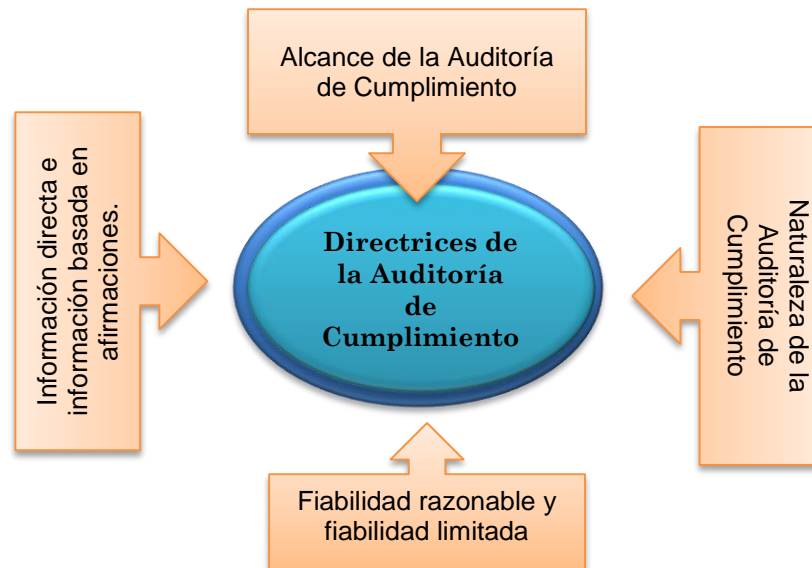 Alcance de la Auditoría
de Cumplimiento
Información directa e
información basada en
afirmaciones.
Directrices de
la Auditoría
de
Cumplimiento
Naturaleza de la
Auditoría de
Cumplimiento
Fiabilidad razonable y
fiabilidad limitada